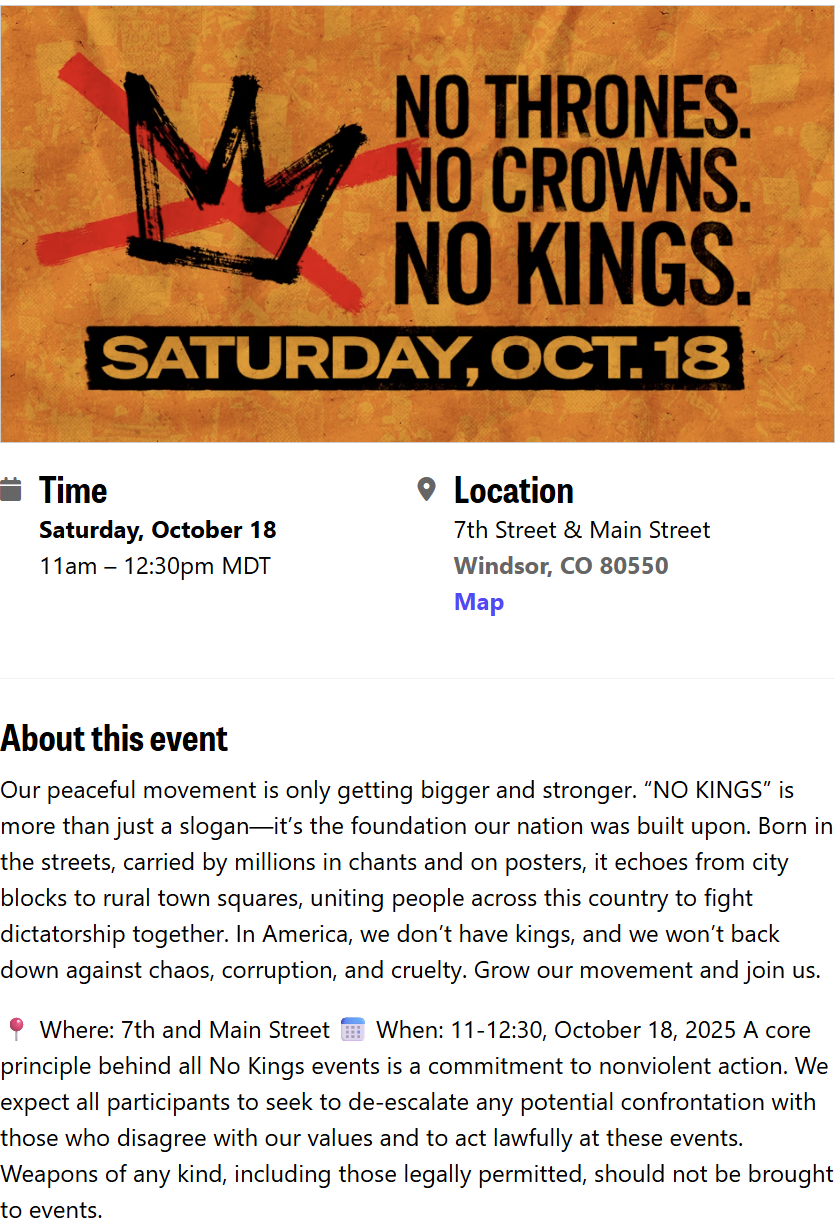 NO THRONES.
NO CROWNS.
NO KINGS.
SATURDAY, OCT. 18
Time
Saturday, October 18
11am – 12:30pm MDT
Location
7th Street & Main Street
Windsor, CO 80550
Map
About this event
Our peaceful movement is only getting bigger and stronger. “NO KINGS” is
more than just a slogan—it’s the foundation our nation was built upon. Born in
the streets, carried by millions in chants and on posters, it echoes from city
blocks to rural town squares, uniting people across this country to fight
dictatorship together. In America, we don’t have kings, and we won’t back
down against chaos, corruption, and cruelty. Grow our movement and join us.
📍 Where: 7th and Main Street 🗓️ When: 11-12:30, October 18, 2025 A core
principle behind all No Kings events is a commitment to nonviolent action. We
expect all participants to seek to de-escalate any potential confrontation with
those who disagree with our values and to act lawfully at these events.
Weapons of any kind, including those legally permitted, should not be brought
to events.